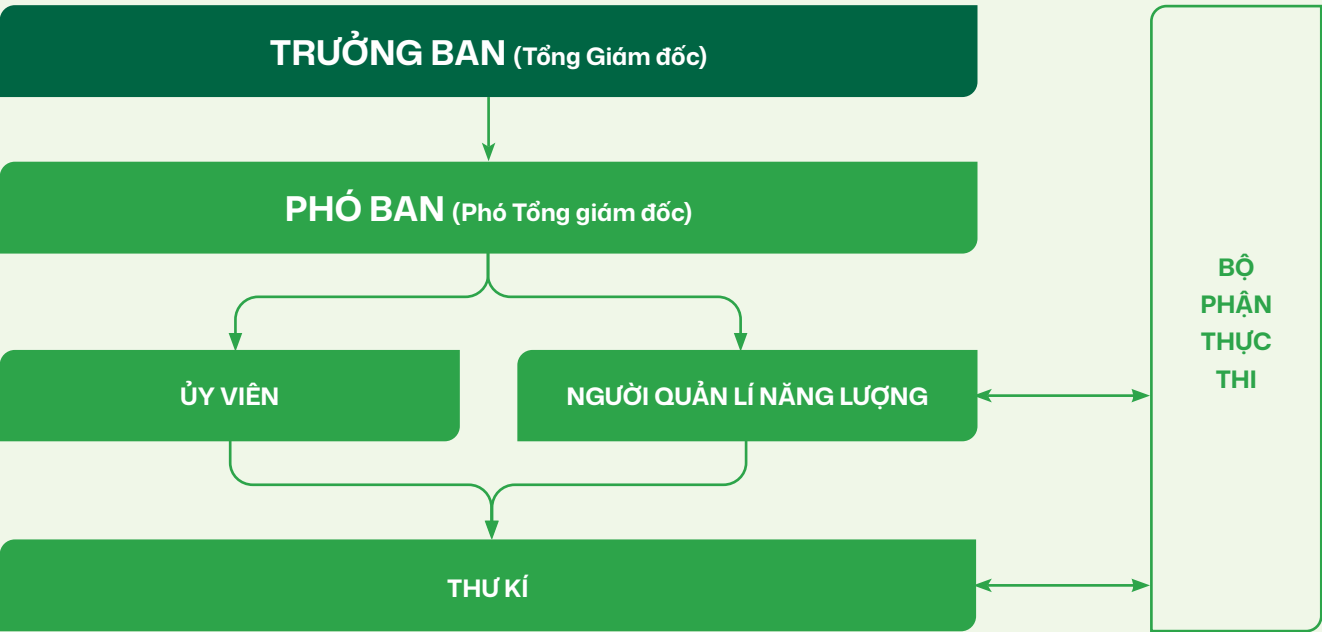 TRƯỞNG BAN (Tổng Giám đốc)
PHÓ BAN (Phó Tổng giám đốc)
ỦY VIÊN
NGƯỜI QUẢN LÍ NĂNG LƯỢNG
THƯ KÍ
BỘ
PHẬN
THỰC
THI